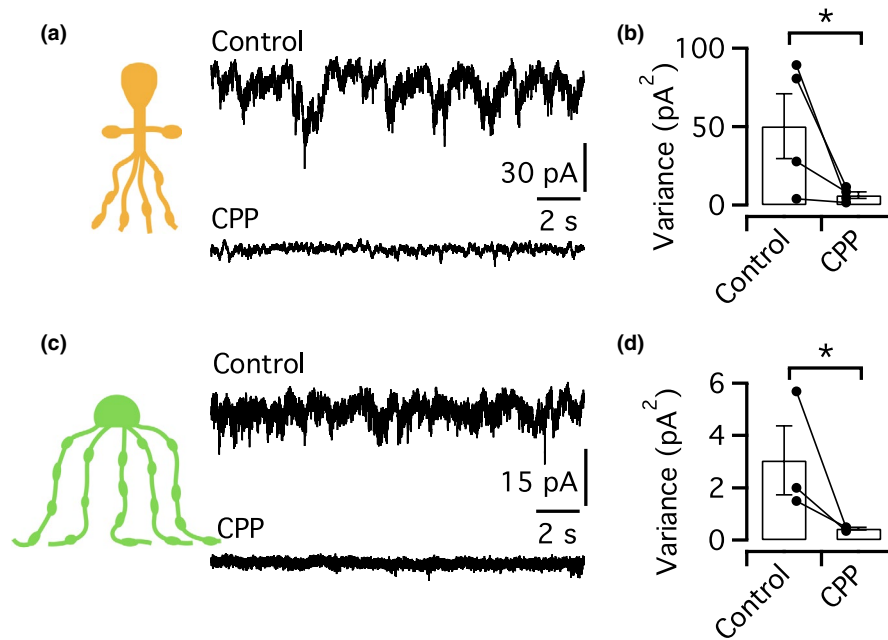 (a)
Control
30 pA
2 s
CPP
(b)
*
Variance (pA²)
100
50
0
Control
CPP
(c)
Control
15 pA
2 s
CPP
(d)
*
Variance (pA²)
6
4
2
0
Control
CPP